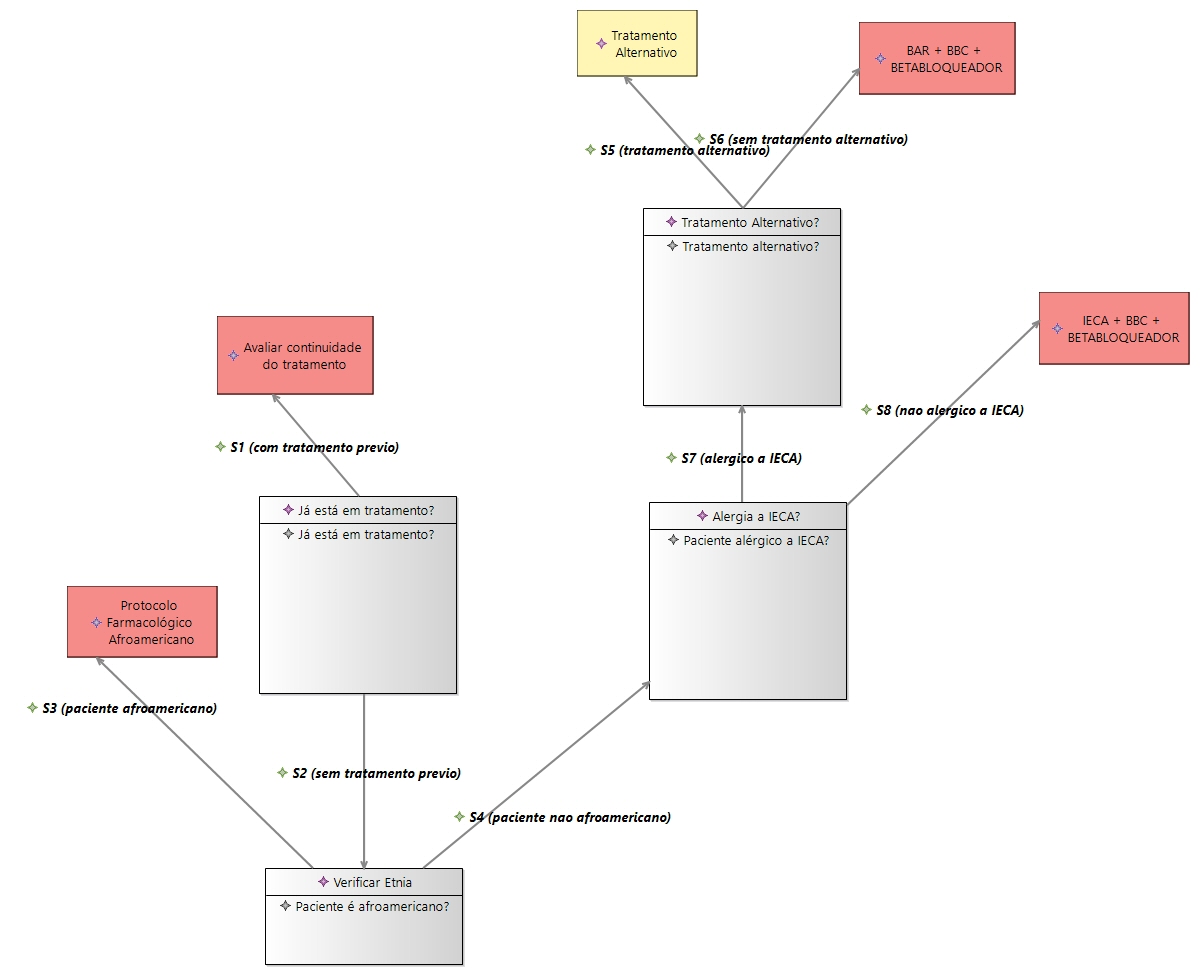 Tratamento
Alternativo
BAR + BBC +
BETABLOQUEADOR
S6 (sem tratamento alternativo)
S5 (tratamento alternativo)
Tratamento Alternativo?
Tratamento alternativo?
IECA + BBC +
BETABLOQUEADOR
Avaliar continuidade
do tratamento
S8 (nao alergico a IECA)
S1 (com tratamento previo)
S7 (alergico a IECA)
Já está em tratamento?
Já está em tratamento?
Alergia a IECA?
Paciente alérgico a IECA?
Protocolo
Farmacológico
Afroamericano
S3 (paciente afroamericano)
S2 (sem tratamento previo)
S4 (paciente nao afroamericano)
Verificar Etnia
Paciente é afroamericano?